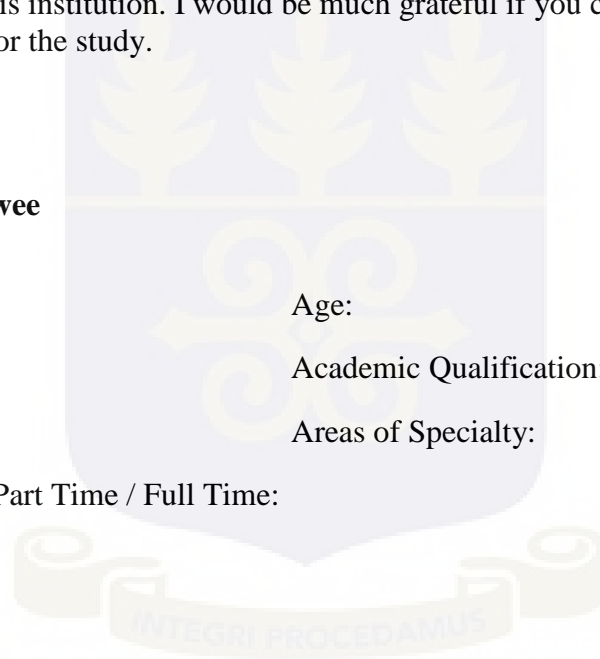 is institution. I would be much grateful if you c
or the study.
wee
Age:
Academic Qualification:
Areas of Specialty:
Part Time / Full Time:
INTEGRI PROCEDAMUS